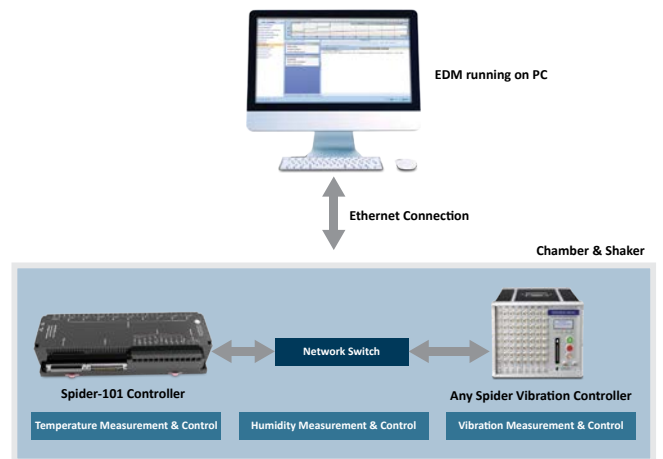 EDM running on PC
Ethernet Connection
Chamber & Shaker
Network Switch
Spider-101 Controller
Any Spider Vibration Controller
Temperature Measurement & Control
Humidity Measurement & Control
Vibration Measurement & Control